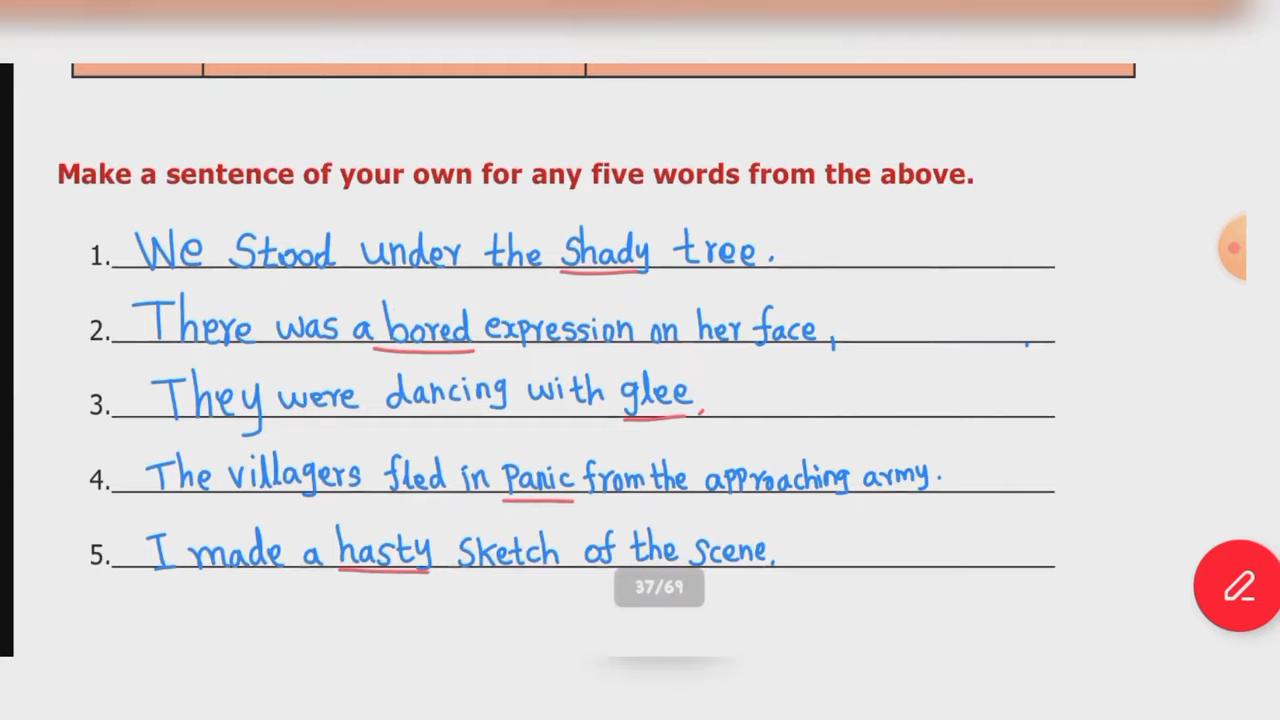 Make a sentence of your own for any five words from the above.
1. We Stood under the shady tree.
2. There was a bored expression on her face,
3. They were dancing with glee.
4. The villagers fled in panic from the approaching army.
5. I made a hasty sketch of the scene.
37/69